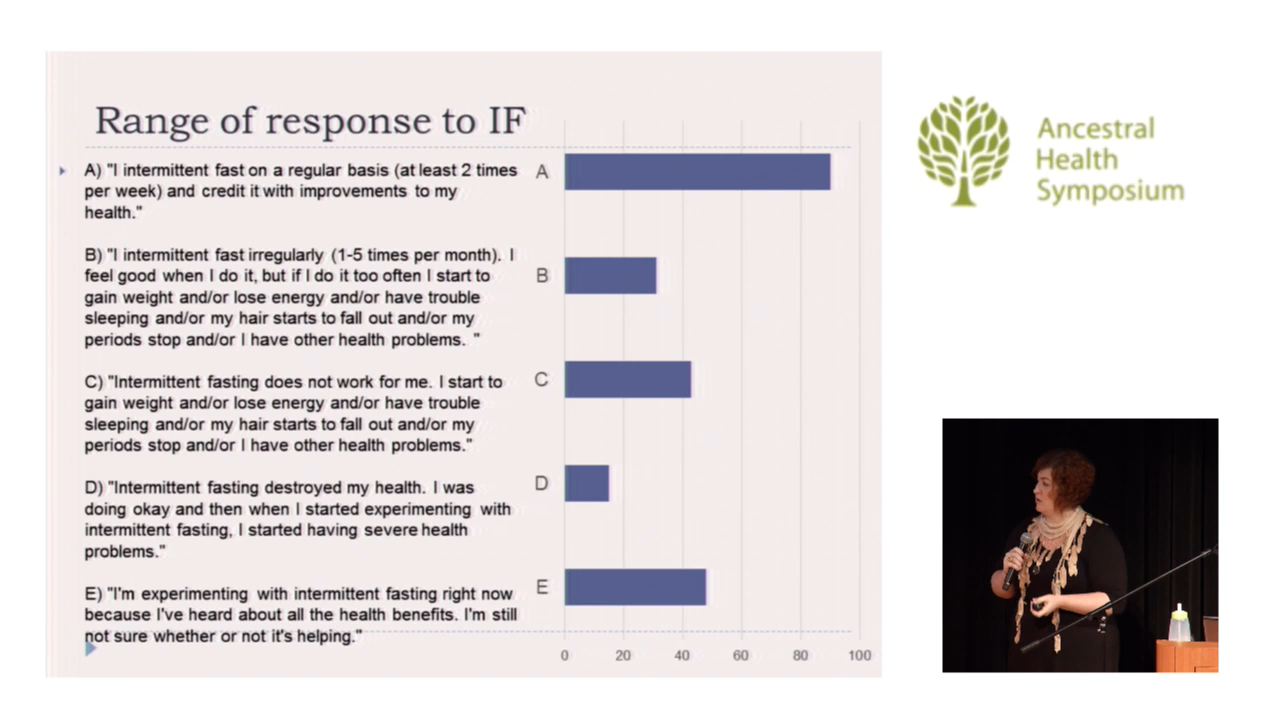 Range of response to IF
A) "I intermittent fast on a regular basis (at least 2 times
per week) and credit it with improvements to my
health."
B) "I intermittent fast irregularly (1-5 times per month). I
feel good when I do it, but if I do it too often I start to
gain weight and/or lose energy and/or have trouble
sleeping and/or my hair starts to fall out and/or my
periods stop and/or I have other health problems. "
C) "Intermittent fasting does not work for me. I start to
gain weight and/or lose energy and/or have trouble
sleeping and/or my hair starts to fall out and/or my
periods stop and/or I have other health problems."
D) "Intermittent fasting destroyed my health. I was
doing okay and then when I started experimenting with
intermittent fasting, I started having severe health
problems."
E) "I'm experimenting with intermittent fasting right now
because I've heard about all the health benefits. I'm still
not sure whether or not it's helping."
A
B
C
D
E
0 20 40 60 80 100
Ancestral
Health
Symposium